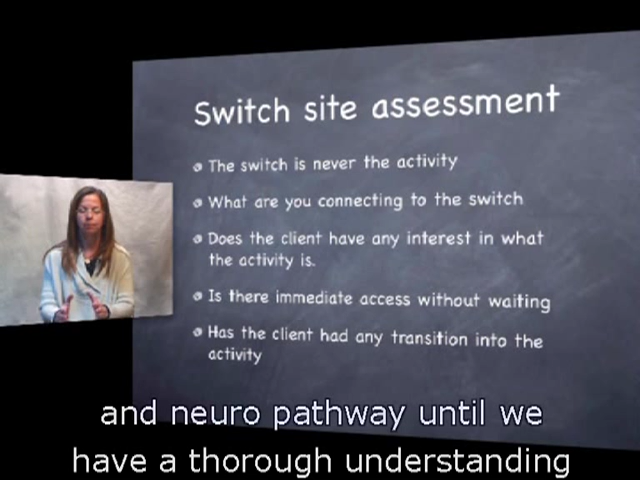 Switch site assessment
The switch is never the activity
What are you connecting to the switch
Does the client have any interest in what
the activity is.
Is there immediate access without waiting
Has the client had any transition into the
activity
and neuro pathway until we
have a thorough understanding